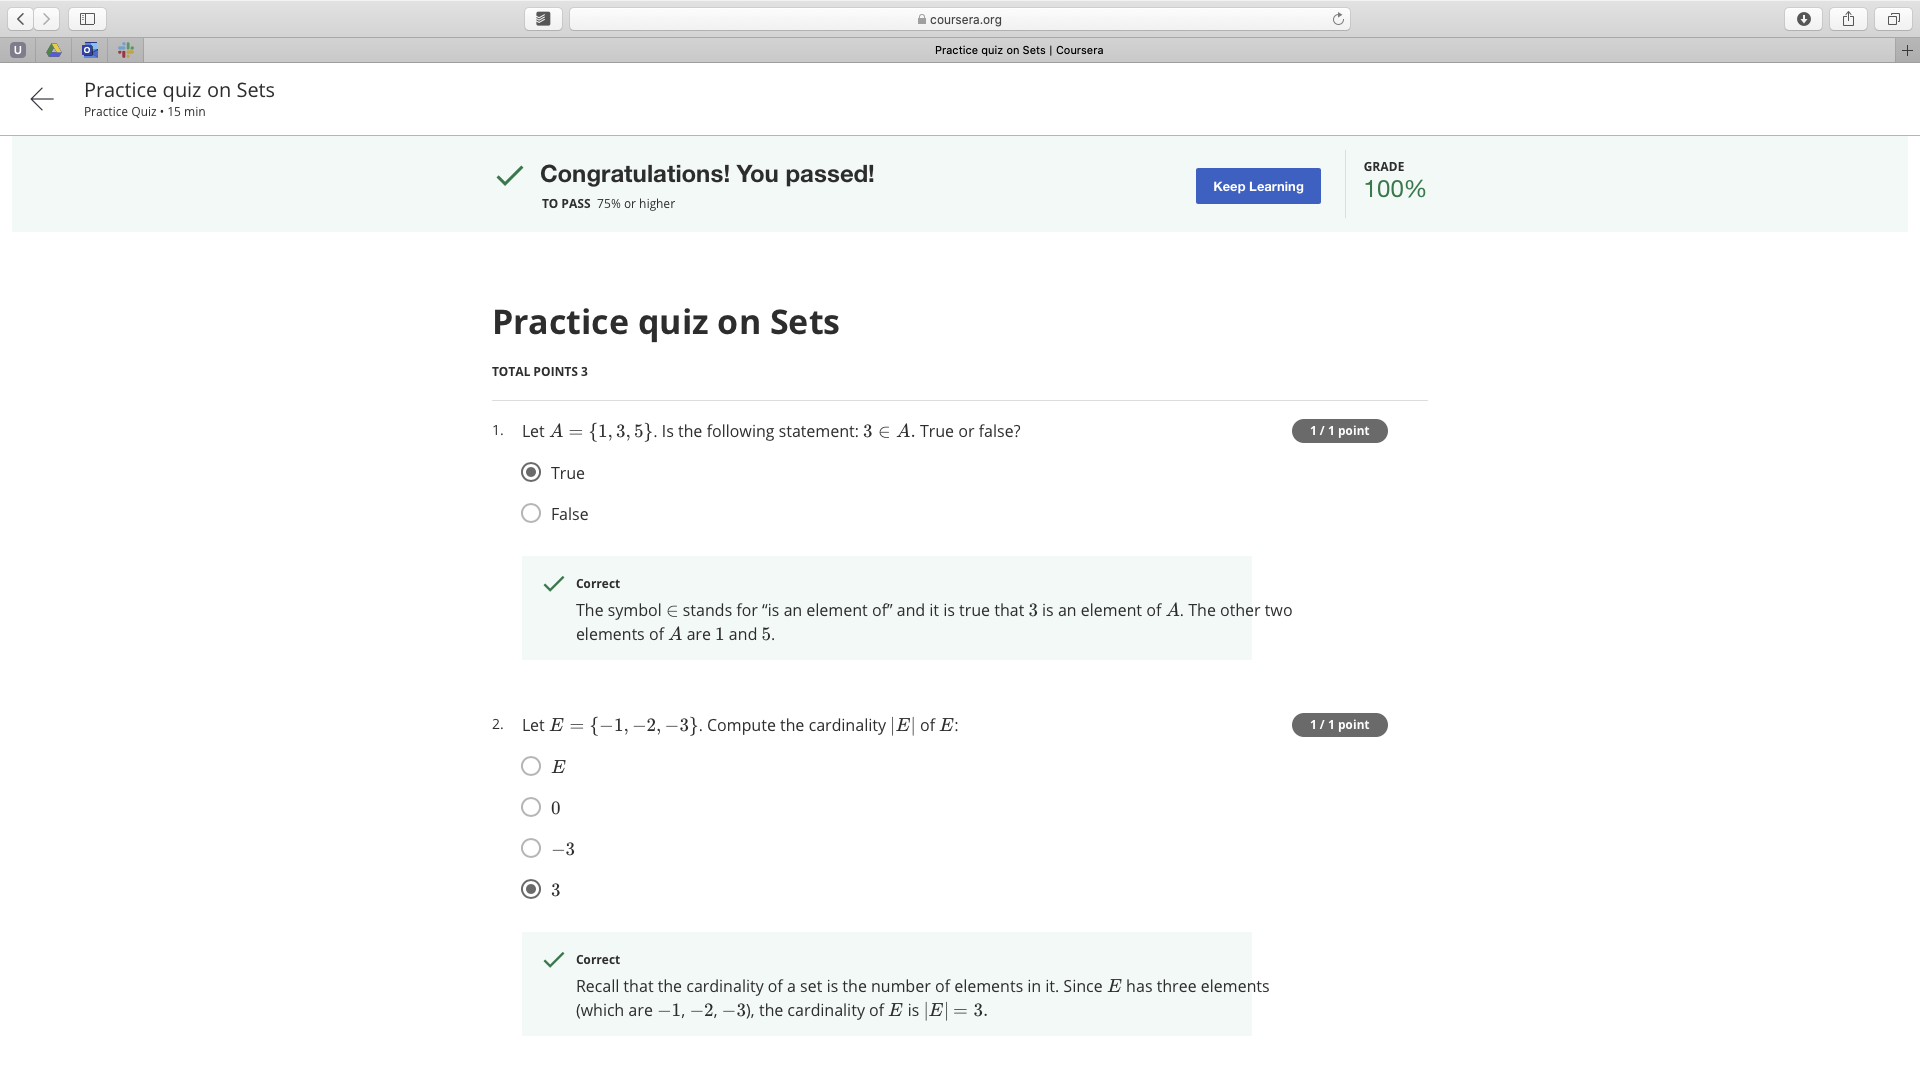 coursera.org
U
Practice quiz on Sets | Coursera
Practice quiz on Sets
Practice Quiz • 15 min
Congratulations! You passed!
TO PASS 75% or higher
Keep Learning
GRADE
100%
Practice quiz on Sets
TOTAL POINTS 3
1. Let A = {1, 3, 5}. Is the following statement: 3 ∈ A. True or false?
1 / 1 point
True
False
Correct
The symbol ∈ stands for “is an element of” and it is true that 3 is an element of A. The other two
elements of A are 1 and 5.
2. Let E = {−1, −2, −3}. Compute the cardinality |E| of E:
1 / 1 point
E
0
−3
3
Correct
Recall that the cardinality of a set is the number of elements in it. Since E has three elements
(which are −1, −2, −3), the cardinality of E is |E| = 3.